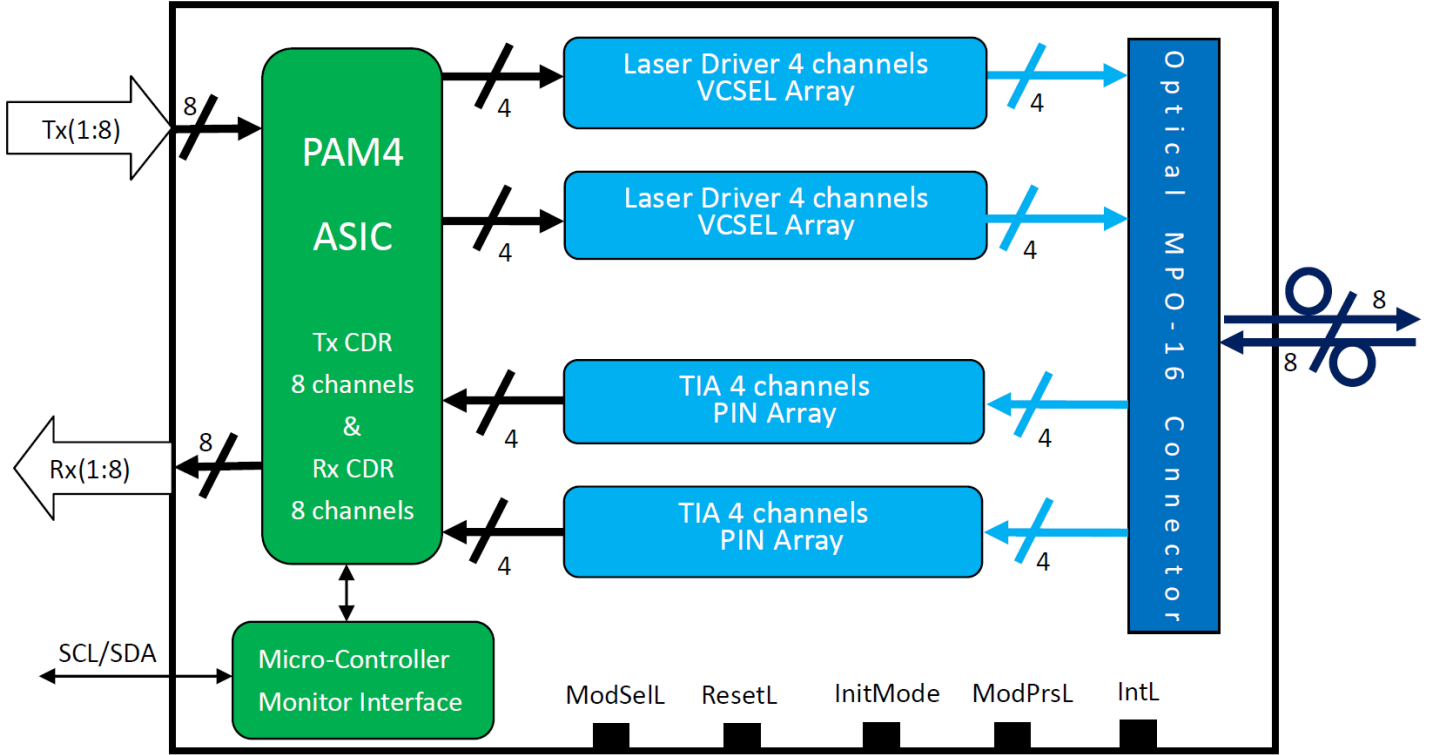 Tx(1:8)
8
PAM4
ASIC
Tx CDR
8 channels
&
Rx CDR
8 channels
4
Laser Driver 4 channels
VCSEL Array
4
4
Laser Driver 4 channels
VCSEL Array
4
4
TIA 4 channels
PIN Array
4
4
TIA 4 channels
PIN Array
4
Optical MPO-16 Connector
8
8
Rx(1:8)
8
SCL/SDA
Micro-Controller
Monitor Interface
ModSelL
ResetL
InitMode
ModPrsL
IntL